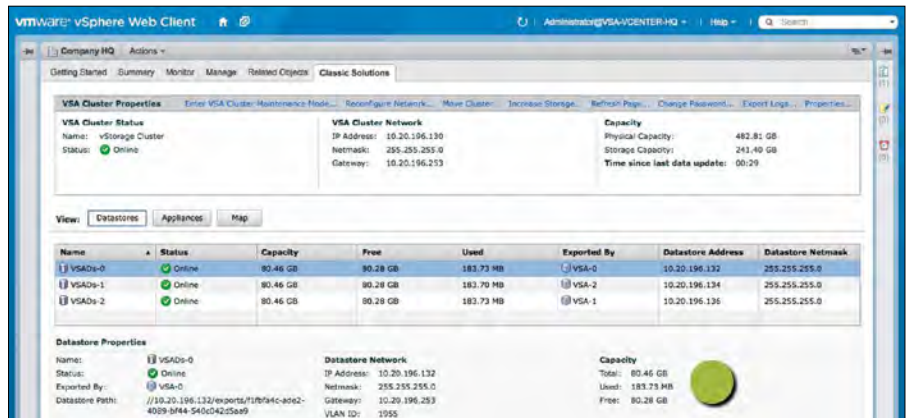 vmware® vSphere Web Client
Administrator@VSA-VCENTER-HQ Help Search
Company HQ Actions
Getting Started Summary Monitor Manage Related Objects Classic Solutions
VSA Cluster Properties Enter VSA Cluster Maintenance Mode... Reconfigure Network... Move Cluster... Increase Storage... Refresh Page... Change Password... Export Logs... Properties...
VSA Cluster Status VSA Cluster Network Capacity
Name: vStorage Cluster IP Address: 10.20.196.130 Physical Capacity: 482.81 GB
Status: Online Netmask: 255.255.255.0 Storage Capacity: 241.40 GB
Gateway: 10.20.196.253 Time since last data update: 00:29
View: Datastores Appliances Map
Name Status Capacity Free Used Exported By Datastore Address Datastore Netmask
VSADs-0 Online 80.46 GB 80.28 GB 183.73 MB VSA-0 10.20.196.132 255.255.255.0
VSADs-1 Online 80.46 GB 80.28 GB 183.70 MB VSA-2 10.20.196.134 255.255.255.0
VSADs-2 Online 80.46 GB 80.28 GB 183.73 MB VSA-1 10.20.196.136 255.255.255.0
Datastore Properties
Name: VSADs-0 Datastore Network Capacity
Status: Online IP Address: 10.20.196.132 Total: 80.46 GB
Exported By: VSA-0 Netmask: 255.255.255.0 Used: 183.73 MB
Datastore Path: //10.20.196.132/exports/f1fbfa4c-ade2- Gateway: 10.20.196.253 Free: 80.28 GB
4089-bf44-540c042d5aa9 VLAN ID: 1955